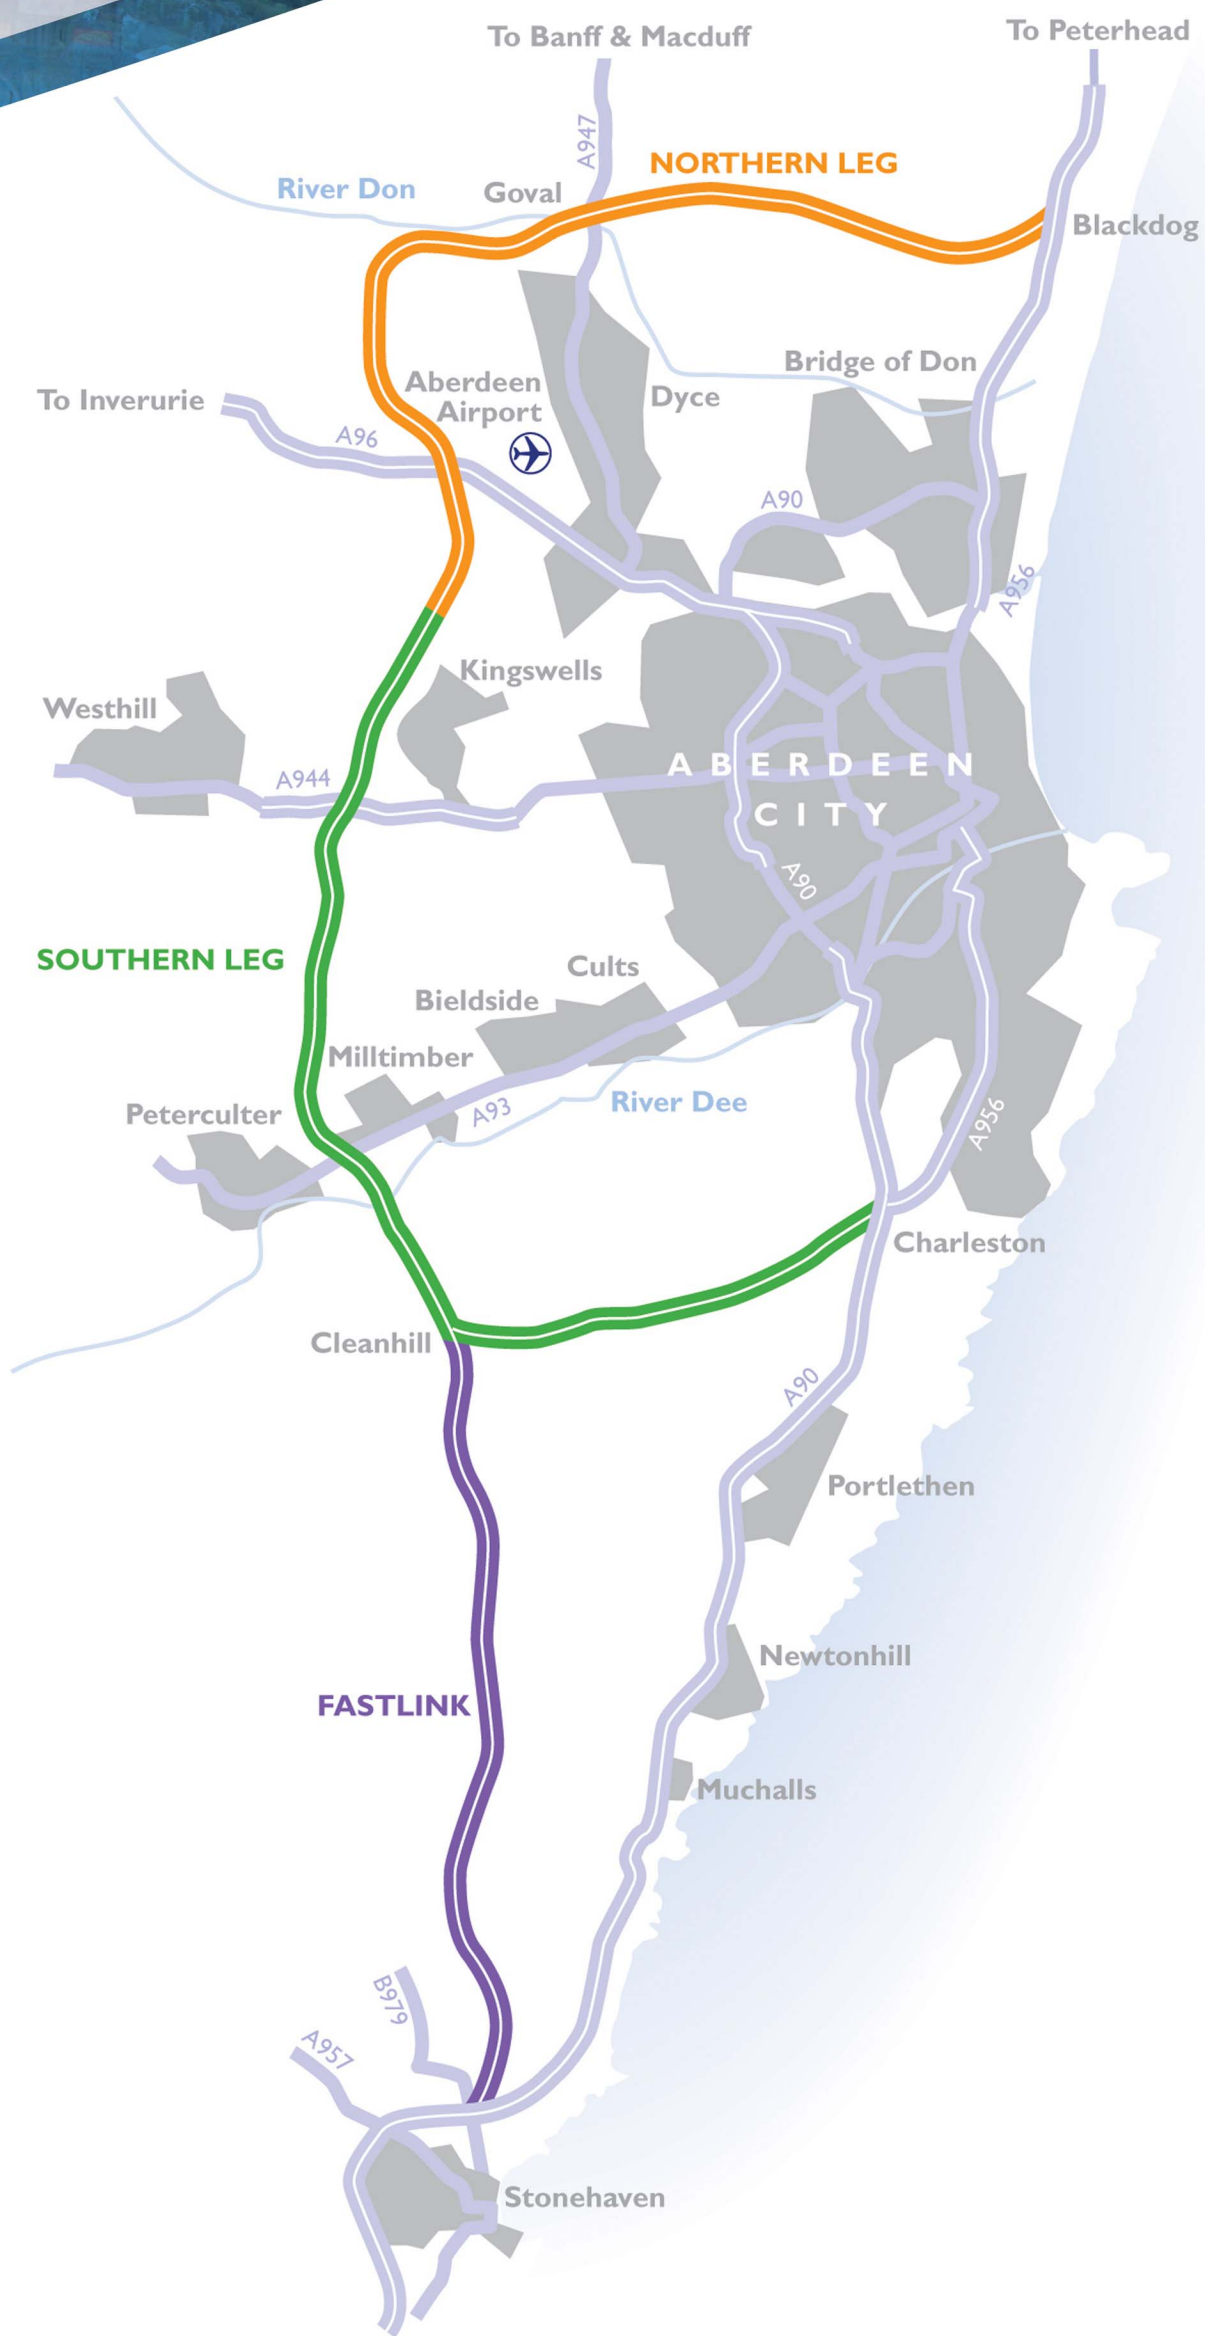 To Banff & Macduff
To Peterhead
A947
NORTHERN LEG
River Don
Goval
Blackdog
Bridge of Don
Aberdeen
Airport
Dyce
To Inverurie
A96
A90
A956
Kingswells
Westhill
A944
ABERDEEN
CITY
A90
SOUTHERN LEG
Cults
Bieldside
Milltimber
River Dee
A93
Peterculter
A956
Charleston
Cleanhill
A90
Portlethen
Newtonhill
FASTLINK
Muchalls
B979
A957
Stonehaven